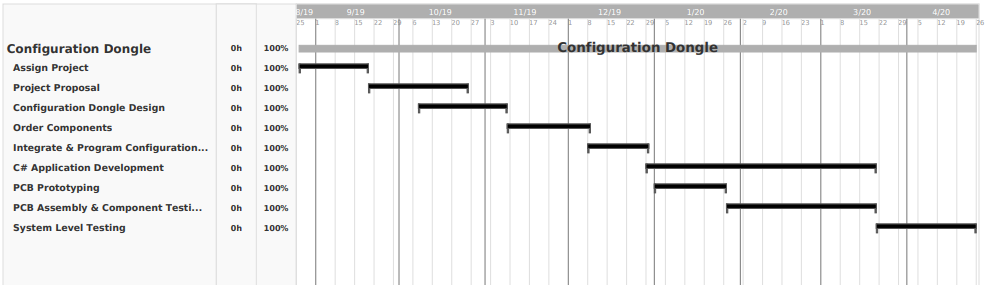 8/19 9/19 10/19 11/19 12/19 1/20 2/20 3/20 4/20
25 1 8 15 22 29 6 13 20 27 3 10 17 24 1 8 15 22 29 5 12 19 26 2 9 16 23 1 8 15 22 29 5 12 19 26
Configuration Dongle 0h 100% Configuration Dongle
Assign Project 0h 100%
Project Proposal 0h 100%
Configuration Dongle Design 0h 100%
Order Components 0h 100%
Integrate & Program Configuration... 0h 100%
C# Application Development 0h 100%
PCB Prototyping 0h 100%
PCB Assembly & Component Testi... 0h 100%
System Level Testing 0h 100%